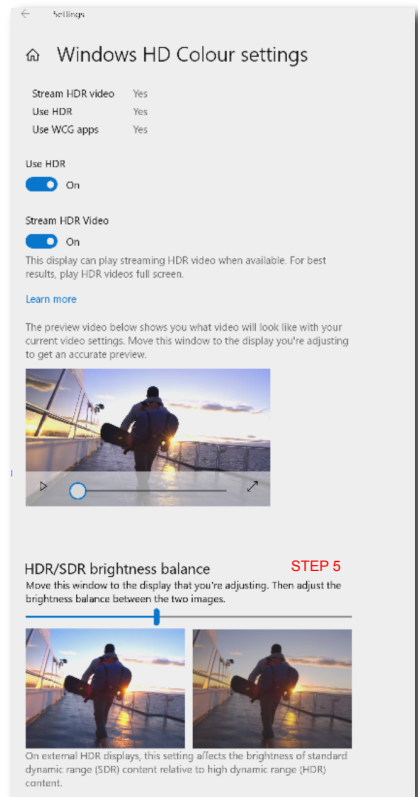 Settings
Windows HD Colour settings
Stream HDR video Yes
Use HDR Yes
Use WCG apps Yes
Use HDR
On
Stream HDR Video
On
This display can play streaming HDR video when available. For best
results, play HDR videos full screen.
Learn more
The preview video below shows you what video will look like with your
current video settings. Move this window to the display you're adjusting
to get an accurate preview.
HDR/SDR brightness balance STEP 5
Move this window to the display that you're adjusting. Then adjust the
brightness balance between the two images.
On external HDR displays, this setting affects the brightness of standard
dynamic range (SDR) content relative to high dynamic range (HDR)
content.